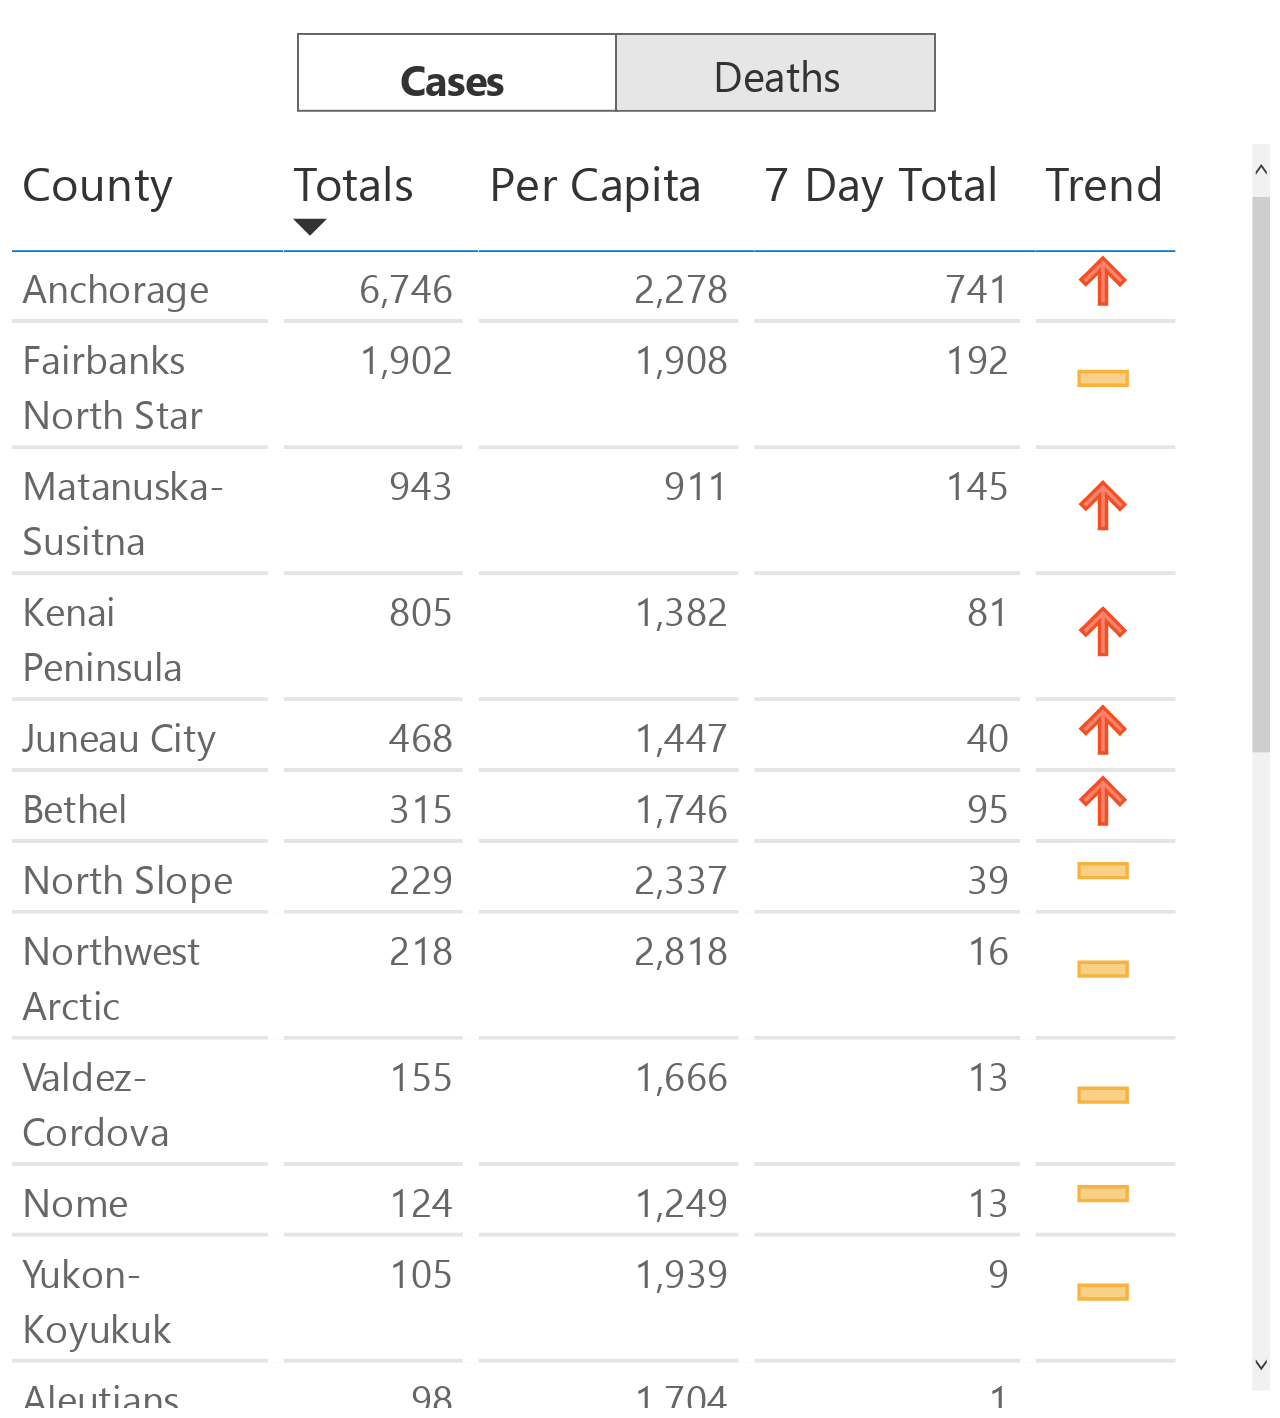 Cases Deaths
County Totals Per Capita 7 Day Total Trend
Anchorage 6,746 2,278 741
Fairbanks 1,902 1,908 192
North Star
Matanuska- 943 911 145
Susitna
Kenai 805 1,382 81
Peninsula
Juneau City 468 1,447 40
Bethel 315 1,746 95
North Slope 229 2,337 39
Northwest 218 2,818 16
Arctic
Valdez- 155 1,666 13
Cordova
Nome 124 1,249 13
Yukon- 105 1,939 9
Koyukuk
Aleutians 98 1,704 1